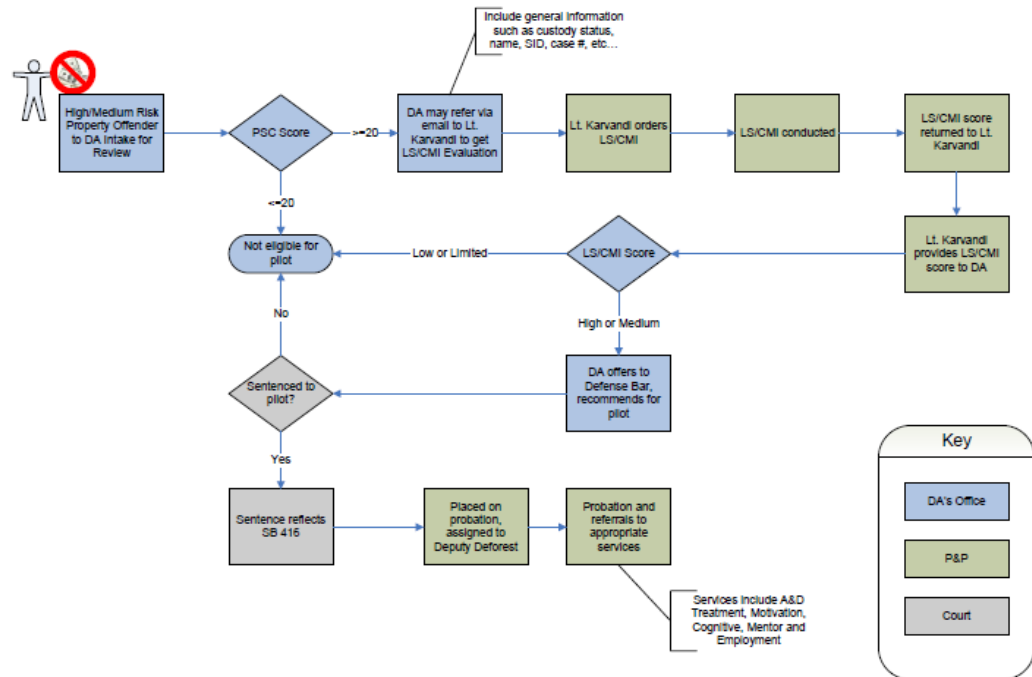 Include general information
such as custody status,
name, SID, case #, etc...
High/Medium Risk
Property Offender
to DA Intake for
Review
PSC Score
>=20
DA may refer via
email to Lt.
Karvandi to get
LS/CMI Evaluation
Lt. Karvandi orders
LS/CMI
LS/CMI conducted
LS/CMI score
returned to Lt.
Karvandi
<=20
Not eligible for
pilot
Low or Limited
LS/CMI Score
Lt. Karvandi
provides LS/CMI
score to DA
No
High or Medium
Sentenced to
pilot?
DA offers to
Defense Bar,
recommends for
pilot
Yes
Sentence reflects
SB 416
Placed on
probation,
assigned to
Deputy Deforest
Probation and
referrals to
appropriate
services
Services include A&D
Treatment, Motivation,
Cognitive, Mentor and
Employment
Key
DA's Office
P&P
Court